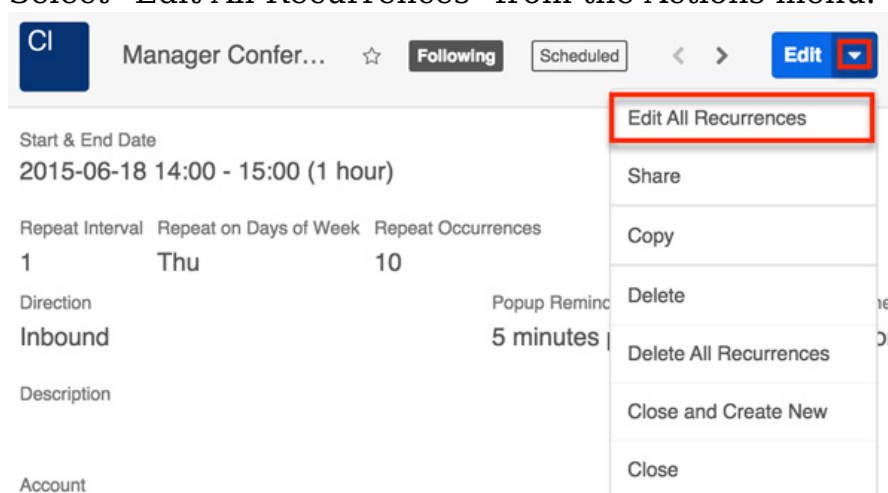 Select "Edit All Recurrences" from the Actions menu.
Cl
Manager Confer...
Following
Scheduled
Edit
Edit All Recurrences
Start & End Date
2015-06-18 14:00 - 15:00 (1 hour)
Share
Repeat Interval Repeat on Days of Week Repeat Occurrences
1 Thu 10
Copy
Direction
Popup Remind
Delete
Inbound
5 minutes
Delete All Recurrences
Description
Close and Create New
Close
Account